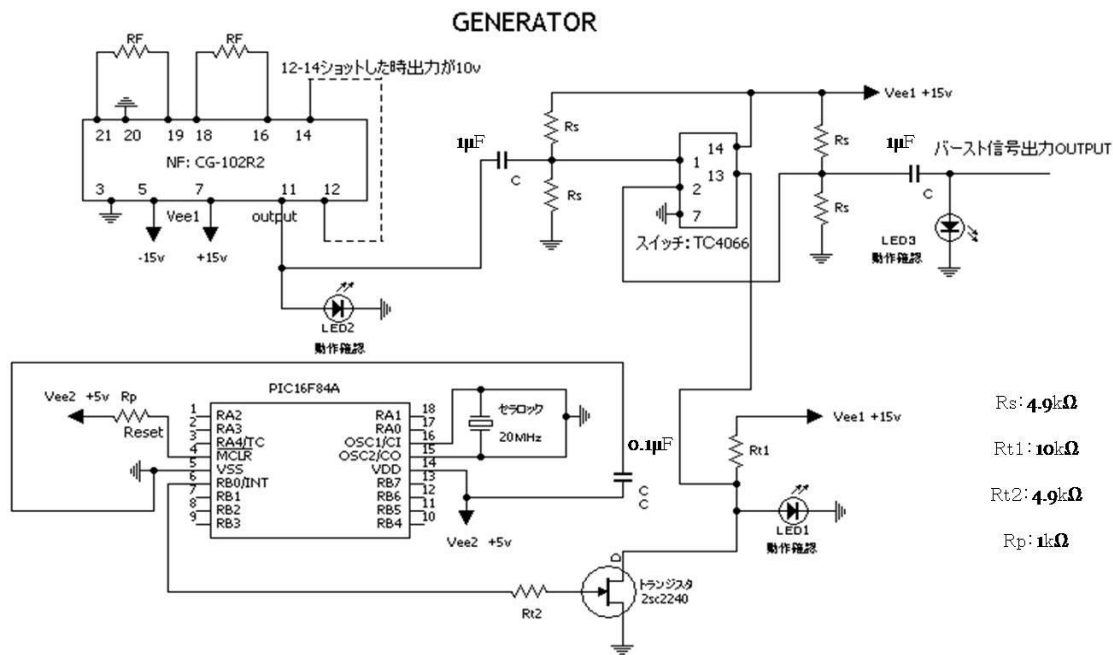 GENERATOR
RF
RF
12-14ショットした時出力が10v
21 20 19 18 16 14
NF: CG-102R2
3 5 7 11 12
Vee1
output
-15v
+15v
LED2
動作確認
1μF
C
Rs
Rs
Vee1 +15v
14
13
1
2
7
スイッチ:TC4066
Rs
Rs
1μF
C
バースト信号出力OUTPUT
LED3
動作確認
PIC16F84A
Vee2 +5v Rp
Reset
1 RA2
2 RA3
3 RA4/TC
4 MCLR
5 VSS
6 RB0/INT
7 RB1
8 RB2
9 RB3
RA1 18
RA0 17
OSC1/CI 16
OSC2/CO 15
VDD 14
RB7 13
RB6 12
RB5 11
RB4 10
セラロック
20MHz
0.1μF
C
C
Vee2 +5v
Vee1 +15v
Rt1
LED1
動作確認
D
トランジスタ
2sc2240
Rt2
Rs:4.9kΩ
Rt1:10kΩ
Rt2:4.9kΩ
Rp:1kΩ